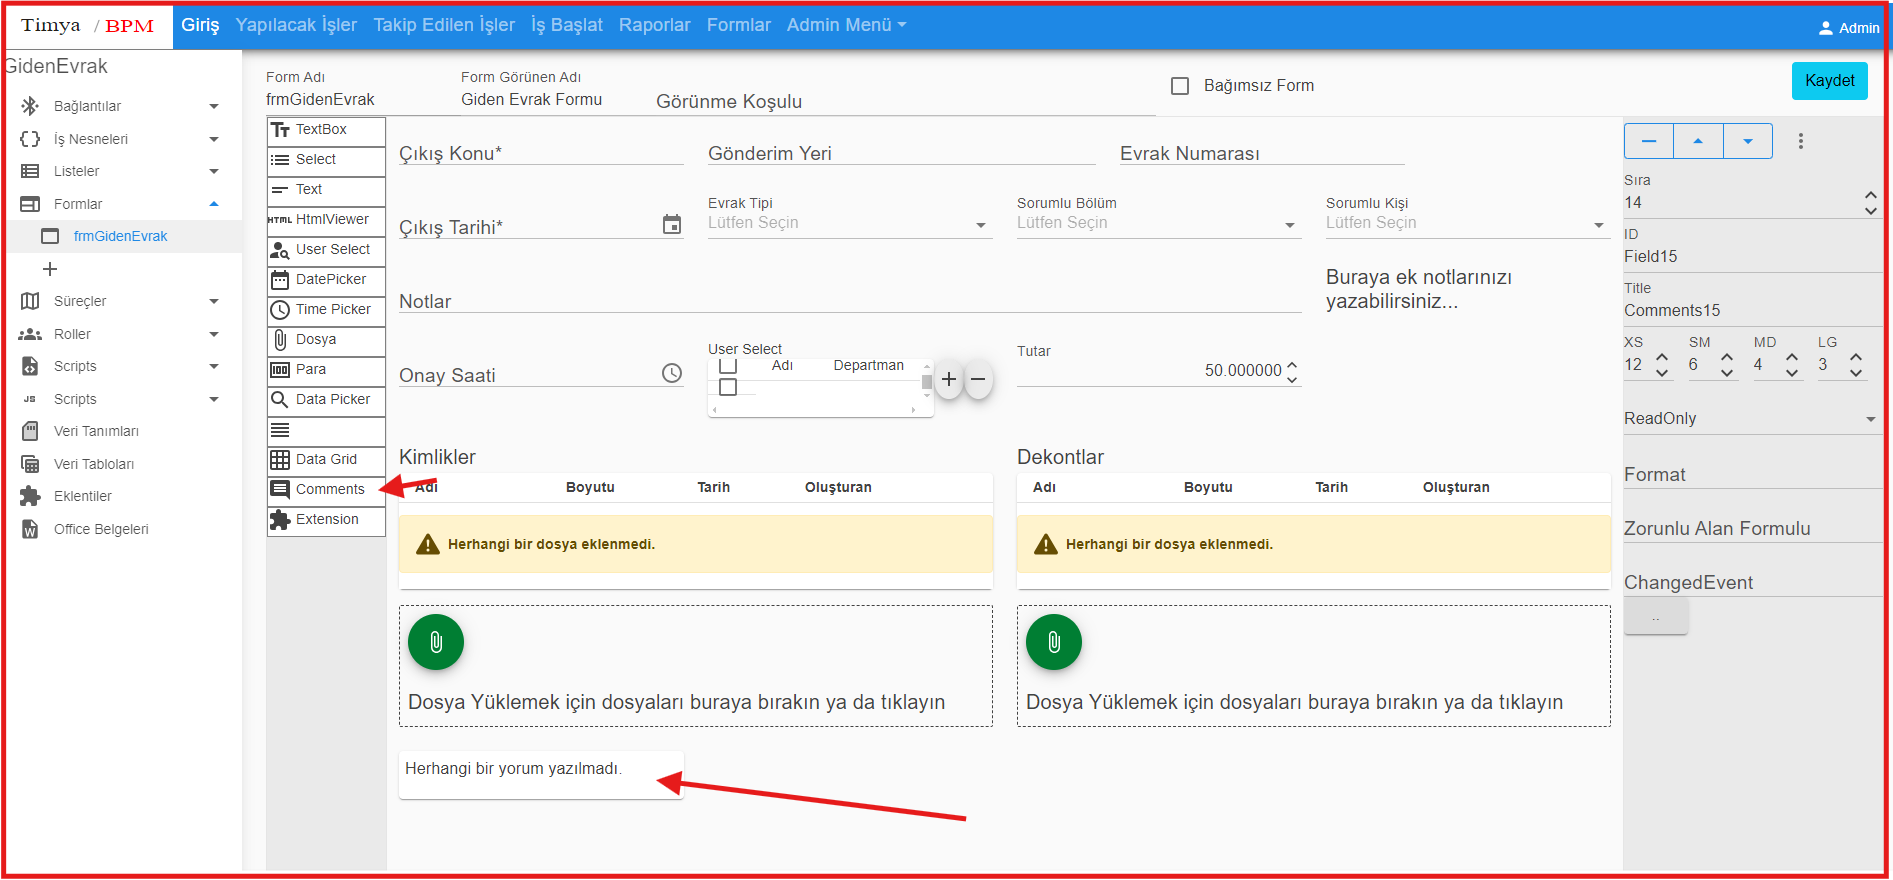 Timya / BPM Giriş Yapılacak İşler Takip Edilen İşler İş Başlat Raporlar Formlar Admin Menü Admin
GidenEvrak
Bağlantılar
İş Nesneleri
Listeler
Formlar
frmGidenEvrak
Süreçler
Roller
Scripts
JS Scripts
Veri Tanımları
Veri Tabloları
Eklentiler
Office Belgeleri
Form Adı
frmGidenEvrak
Form Görünen Adı
Giden Evrak Formu
Görünme Koşulu
Bağımsız Form
Kaydet
TextBox
Select
Text
HTML HtmlViewer
User Select
DatePicker
Time Picker
Dosya
Para
Data Picker
Data Grid
Comments
Extension
Çıkış Konu*
Gönderim Yeri
Evrak Numarası
Çıkış Tarihi*
Evrak Tipi
Lütfen Seçin
Sorumlu Bölüm
Lütfen Seçin
Sorumlu Kişi
Lütfen Seçin
Notlar
Buraya ek notlarınızı
yazabilirsiniz...
Onay Saati
User Select
Adı Departman
Tutar
50.000000
Kimlikler
Adı Boyutu Tarih Oluşturan
Herhangi bir dosya eklenmedi.
Dosya Yüklemek için dosyaları buraya bırakın ya da tıklayın
Dekontlar
Adı Boyutu Tarih Oluşturan
Herhangi bir dosya eklenmedi.
Dosya Yüklemek için dosyaları buraya bırakın ya da tıklayın
Herhangi bir yorum yazılmadı.
Sıra
14
ID
Field15
Title
Comments15
XS SM MD LG
12 6 4 3
ReadOnly
Format
Zorunlu Alan Formulu
ChangedEvent
..